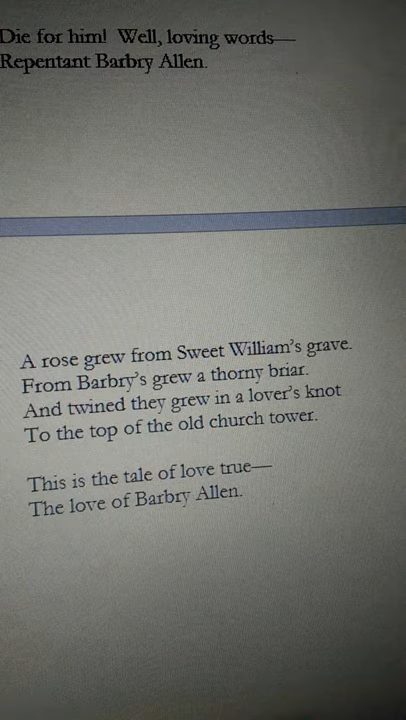 Die for him!  Well, loving words—
Repentant Barbry Allen.
A rose grew from Sweet William's grave.
From Barbry's grew a thorny briar.
And twined they grew in a lover's knot
To the top of the old church tower.
This is the tale of love true—
The love of Barbry Allen.